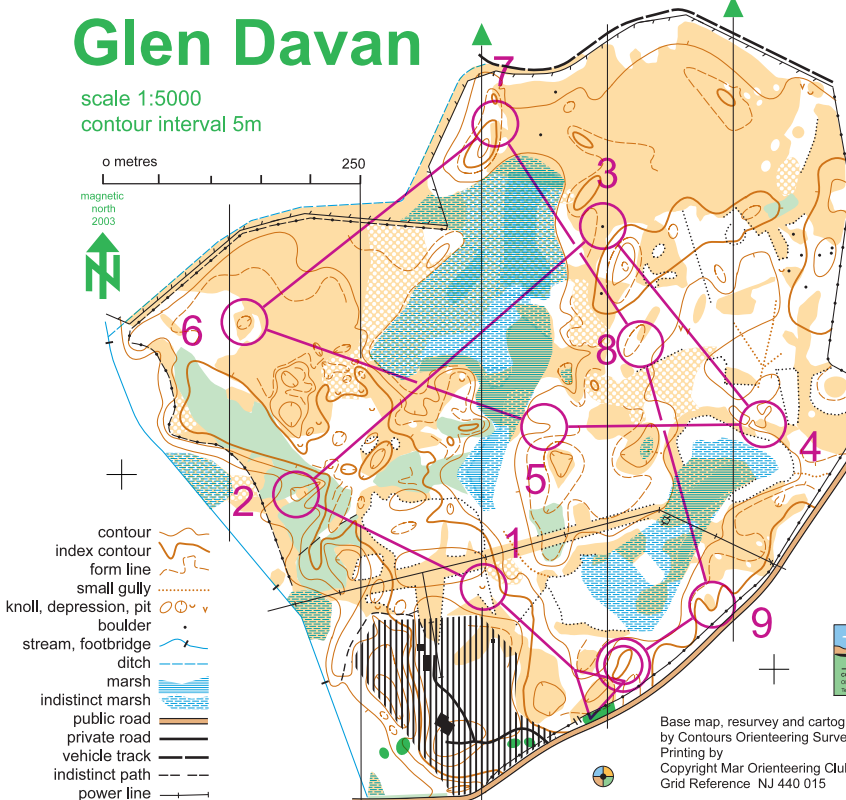 Glen Davan
scale 1:5000
contour interval 5m
o metres 250
magnetic
north
2003
N
7
3
6
8
4
5
2
1
9
contour
index contour
form line
small gully
knoll, depression, pit
boulder
stream, footbridge
ditch
marsh
indistinct marsh
public road
private road
vehicle track
indistinct path
power line
Base map, resurvey and cartog
by Contours Orienteering Surve
Printing by
Copyright Mar Orienteering Clu
Grid Reference NJ 440 015